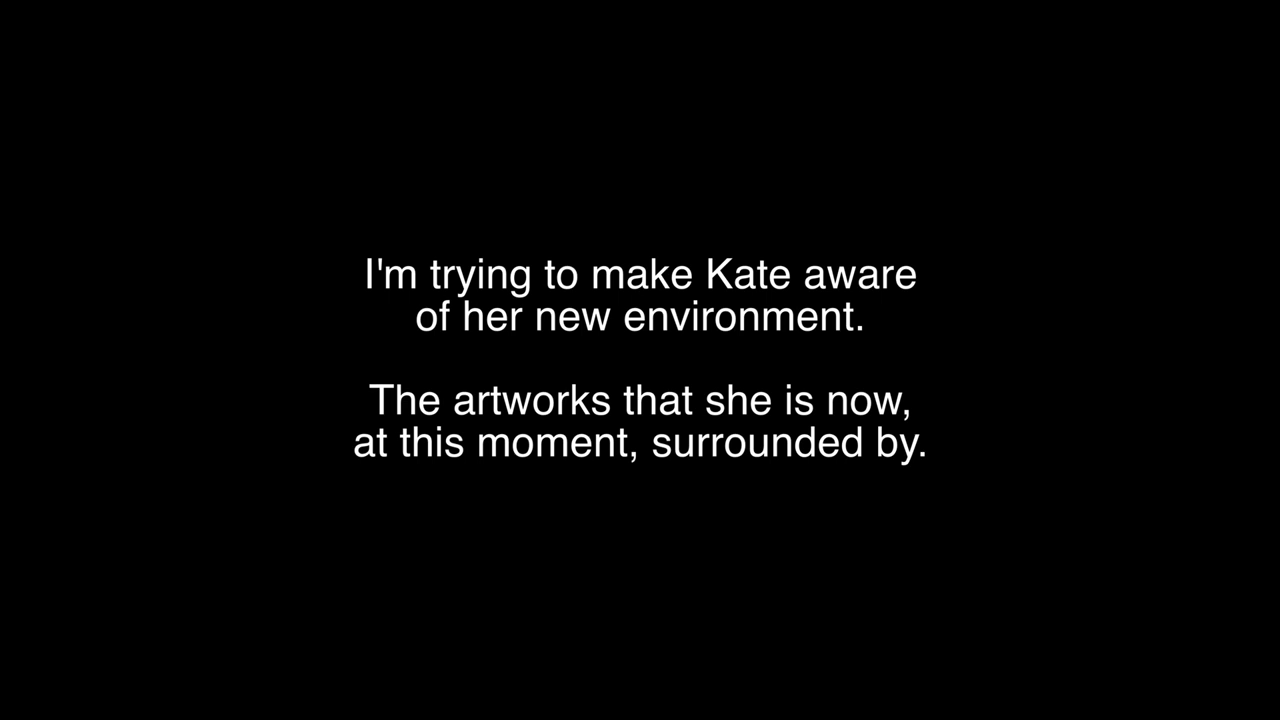 I'm trying to make Kate aware
of her new environment.
The artworks that she is now,
at this moment, surrounded by.